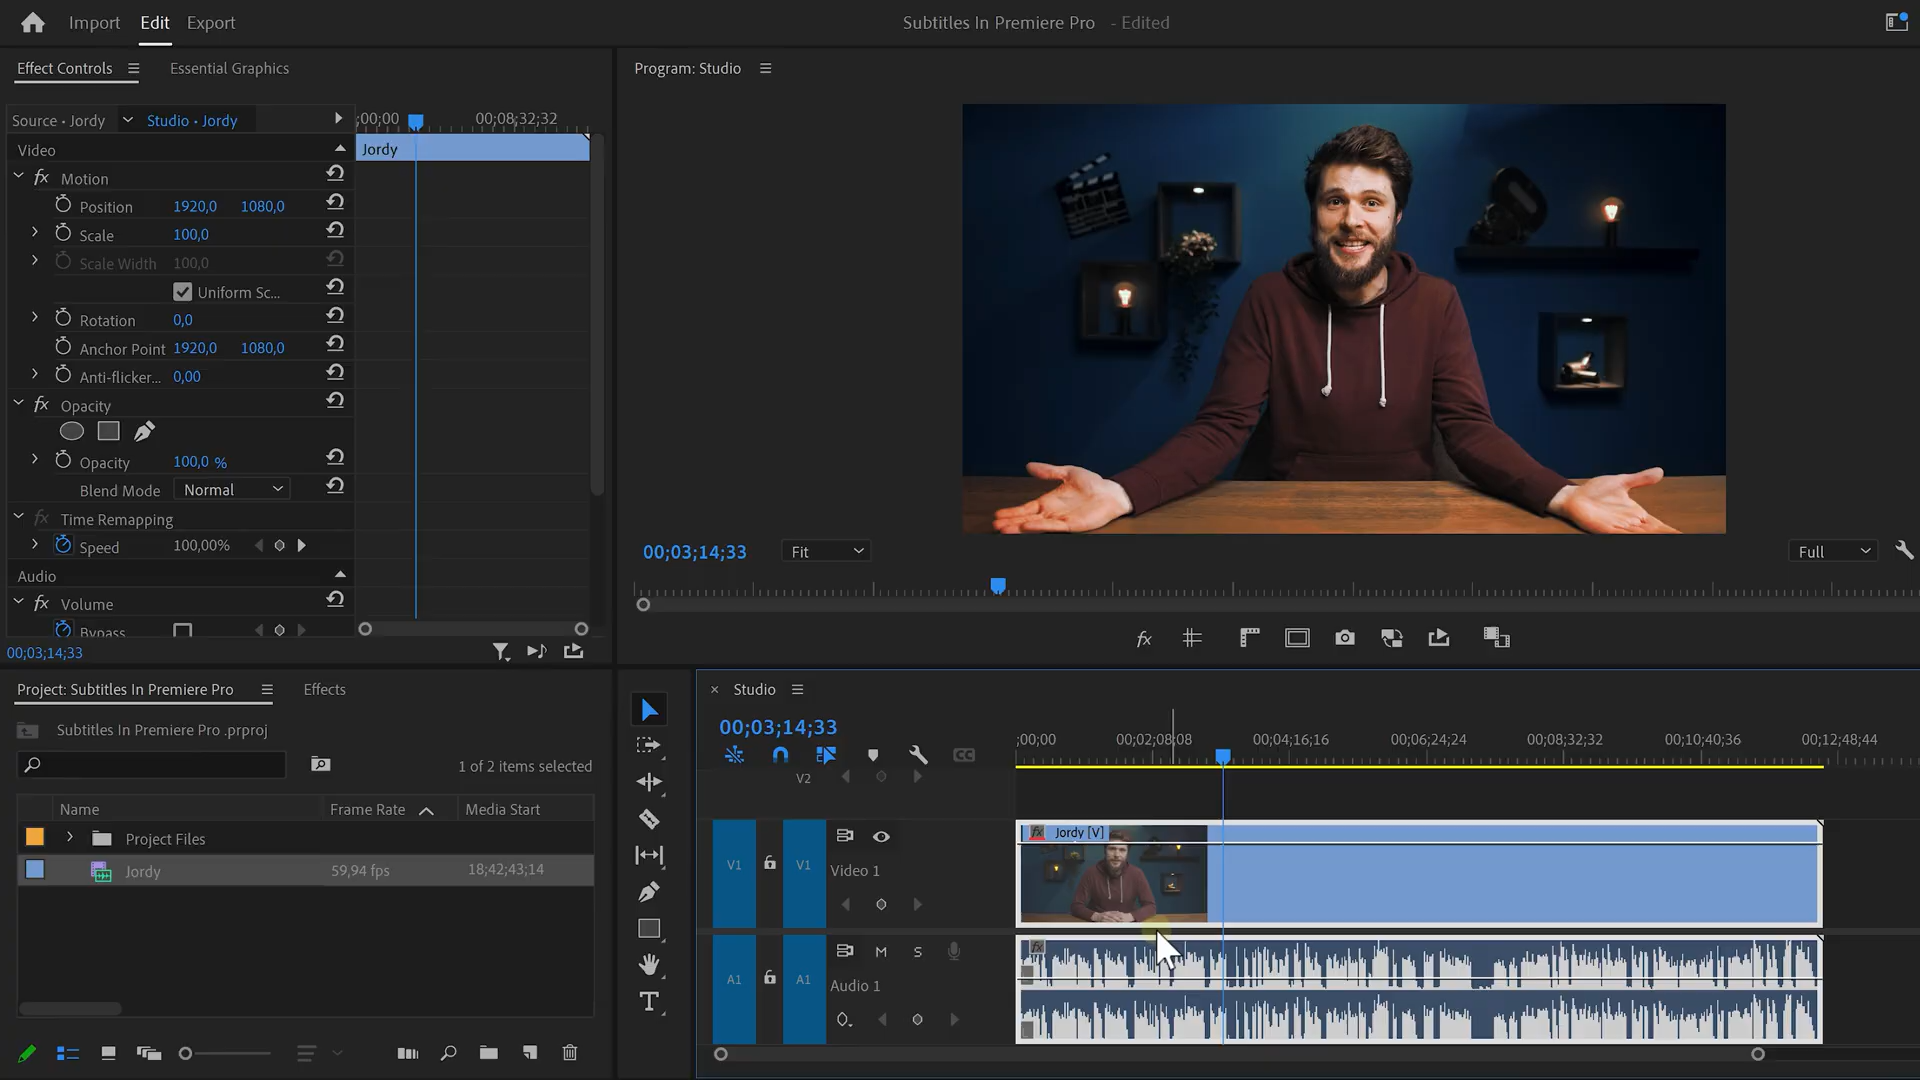 Import Edit Export
Subtitles In Premiere Pro - Edited
Effect Controls
Essential Graphics
Source • Jordy
Studio • Jordy
;00;00
00;08;32;32
Video
Jordy
Motion
Position 1920,0 1080,0
Scale 100,0
Scale Width 100,0
Uniform Sc...
Rotation 0,0
Anchor Point 1920,0 1080,0
Anti-flicker... 0,00
Opacity
Opacity 100,0 %
Blend Mode Normal
Time Remapping
Speed 100,00%
Audio
Volume
Bypass
00;03;14;33
Program: Studio
00;03;14;33
Fit
Full
Project: Subtitles In Premiere Pro
Effects
Subtitles In Premiere Pro .prproj
1 of 2 items selected
Name Frame Rate Media Start
Project Files
Jordy 59,94 fps 18;42;43;14
Studio
00;03;14;33
;00;00 00;02;08;08 00;04;16;16 00;06;24;24 00;08;32;32 00;10;40;36 00;12;48;44
V2
V1 V1 Video 1
Jordy [V]
A1 A1 M S
Audio 1